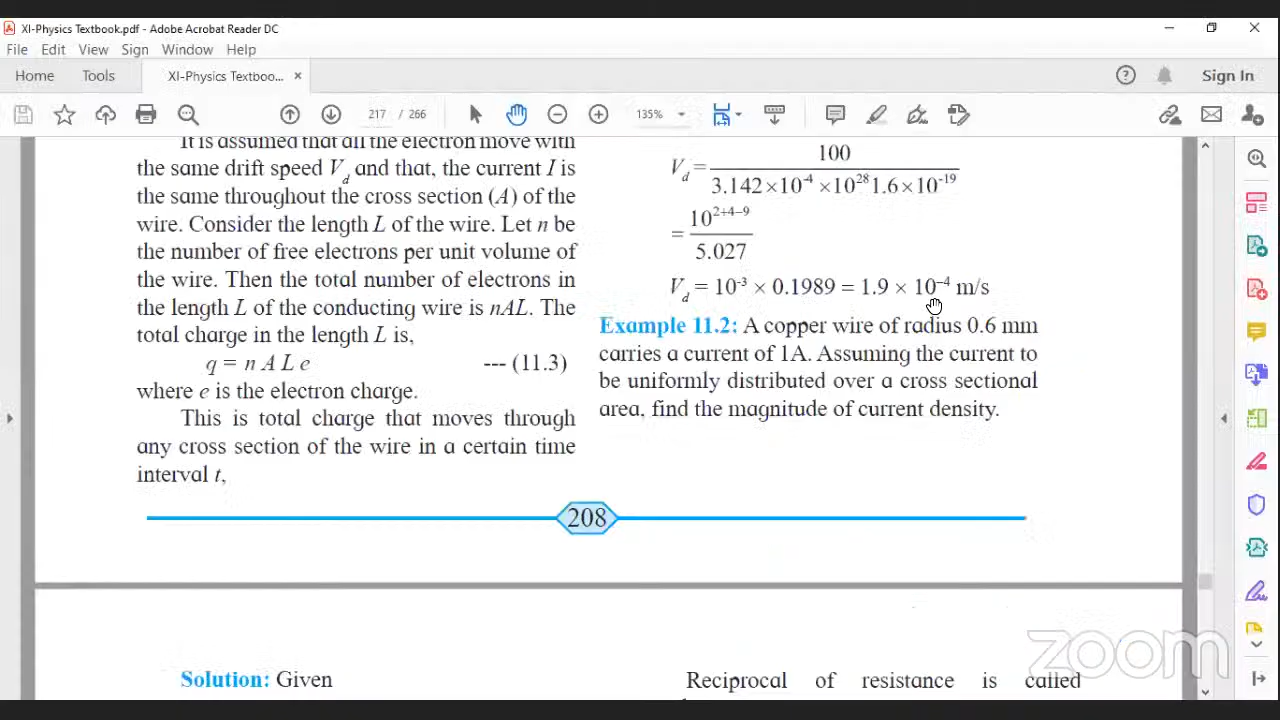 XI-Physics Textbook.pdf - Adobe Acrobat Reader DC
File Edit View Sign Window Help
Home Tools XI-Physics Textboo... × Sign In
217 / 266 135%
It is assumed that all the electron move with
the same drift speed V_d and that, the current I is
the same throughout the cross section (A) of the
wire. Consider the length L of the wire. Let n be
the number of free electrons per unit volume of
the wire. Then the total number of electrons in
the length L of the conducting wire is nAL. The
total charge in the length L is,
q = n A L e --- (11.3)
where e is the electron charge.
This is total charge that moves through
any cross section of the wire in a certain time
interval t,
V_d = 100 / 3.142 ×10⁻⁴ ×10²⁸ 1.6 ×10⁻¹⁹
= 10²⁺⁴⁻⁹ / 5.027
V_d = 10⁻³ × 0.1989 = 1.9 × 10⁻⁴ m/s
Example 11.2: A copper wire of radius 0.6 mm
carries a current of 1A. Assuming the current to
be uniformly distributed over a cross sectional
area, find the magnitude of current density.
208
Solution: Given
Reciprocal of resistance is called
zoom